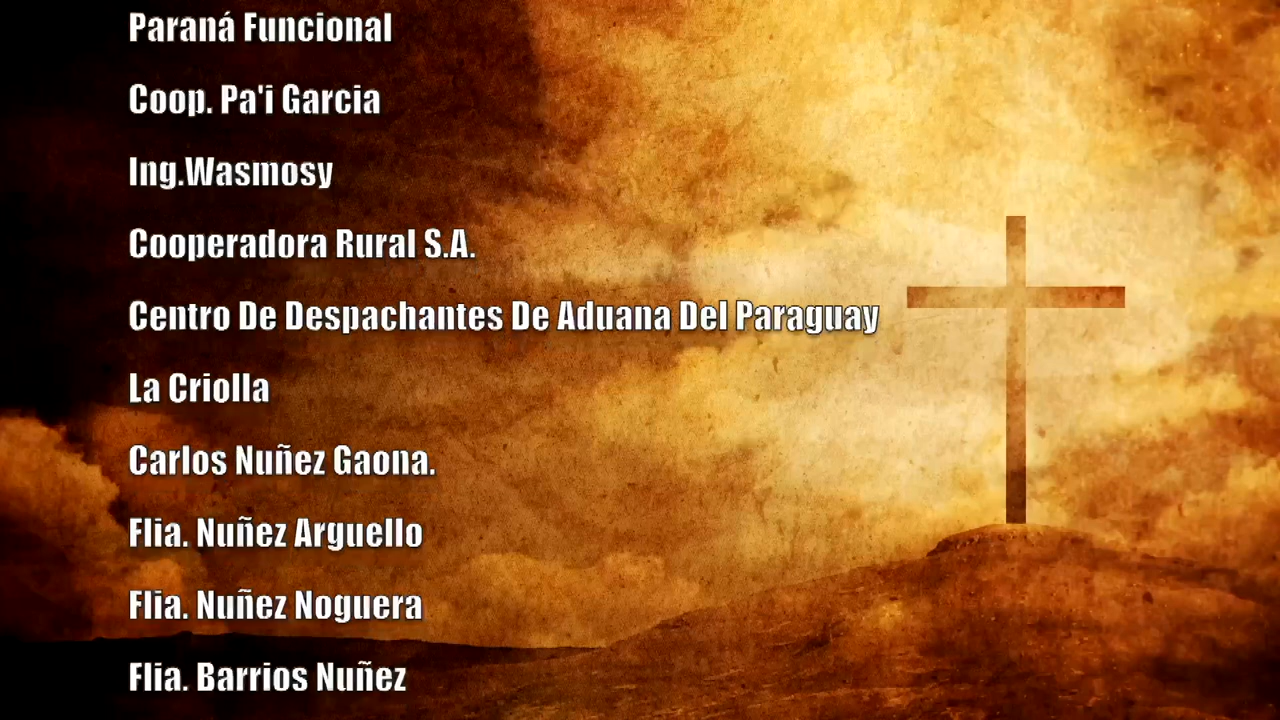 Paraná Funcional
Coop. Pa'i Garcia
Ing.Wasmosy
Cooperadora Rural S.A.
Centro De Despachantes De Aduana Del Paraguay
La Criolla
Carlos Nuñez Gaona.
Flia. Nuñez Arguello
Flia. Nuñez Noguera
Flia. Barrios Nuñez